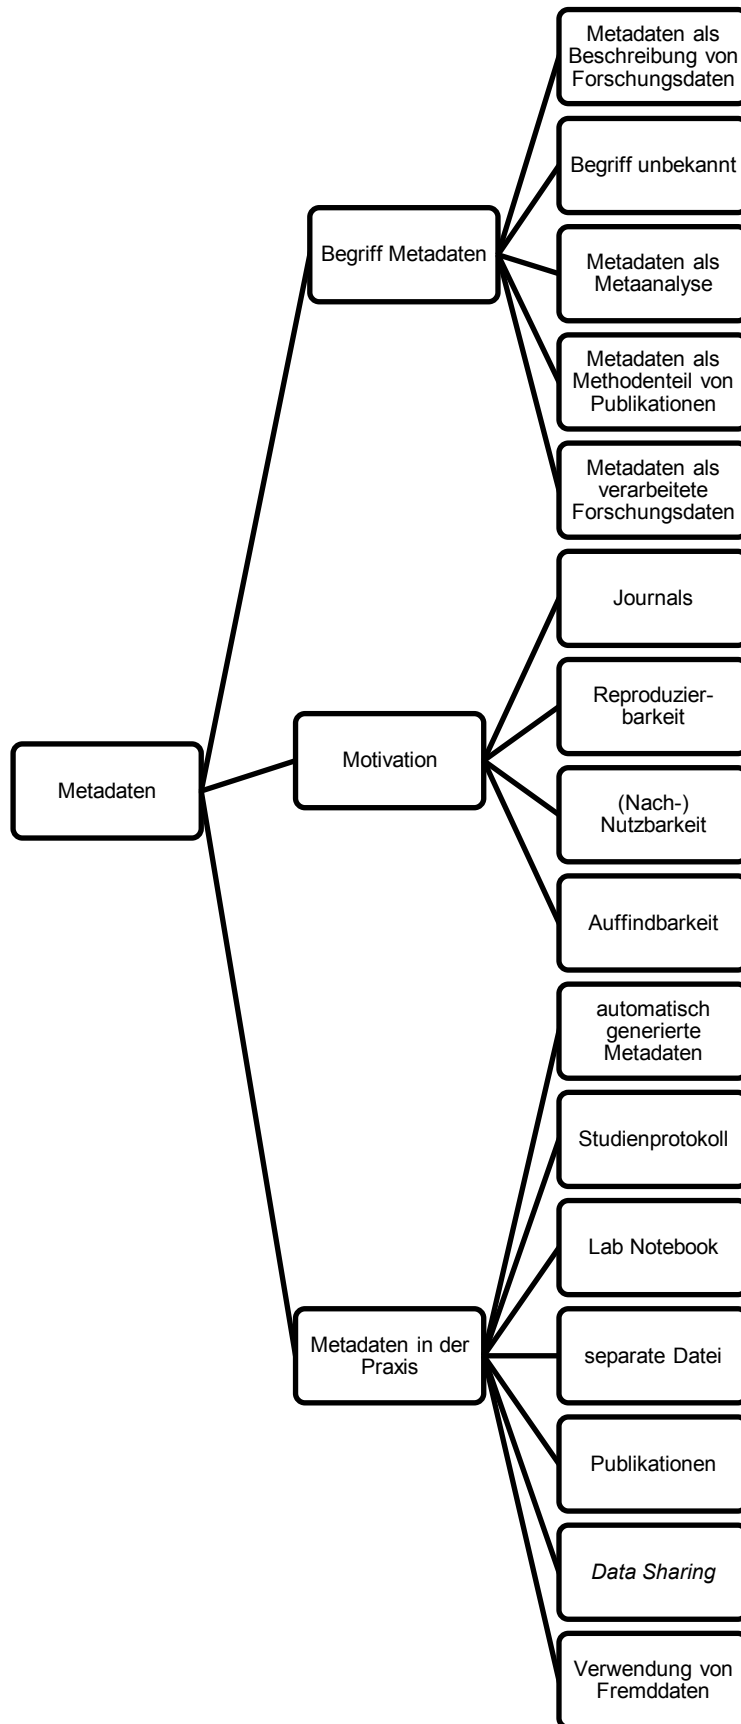 Metadaten als
Beschreibung von
Forschungsdaten
Begriff unbekannt
Begriff Metadaten
Metadaten als
Metaanalyse
Metadaten als
Methodenteil von
Publikationen
Metadaten als
verarbeitete
Forschungsdaten
Journals
Reproduzier-
barkeit
Motivation
Metadaten
(Nach-)
Nutzbarkeit
Auffindbarkeit
automatisch
generierte
Metadaten
Studienprotokoll
Lab Notebook
Metadaten in der
Praxis
separate Datei
Publikationen
Data Sharing
Verwendung von
Fremddaten